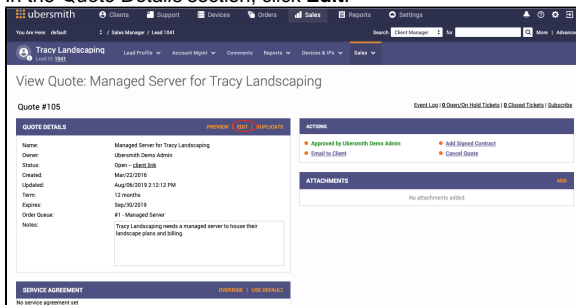 In the Quote Details section, click Edit.
ubersmith Clients Support Devices Orders Sales Reports Settings
You Are Here: default / Sales Manager / Lead 1041 Search Client Manager for More | Advance
Tracy Landscaping Lead Profile Account Mgmt Comments Reports Devices & IPs Sales
Lead ID: 1041
View Quote: Managed Server for Tracy Landscaping
Quote #105 Event Log | 0 Open/On Hold Tickets | 0 Closed Tickets | Subscribe
QUOTE DETAILS PREVIEW EDIT DUPLICATE ACTIONS
Name: Managed Server for Tracy Landscaping Approved by Ubersmith Demo Admin Add Signed Contract
Owner: Ubersmith Demo Admin Email to Client Cancel Quote
Status: Open – client link
Created: Mar/22/2016
Updated: Aug/06/2019 2:12:12 PM ATTACHMENTS ADD
Term: 12 months
Expires: Sep/30/2019 No attachments added
Order Queue: #1 - Managed Server
Notes: Tracy Landscaping needs a managed server to house their
landscape plans and billing.
SERVICE AGREEMENT OVERRIDE | USE DEFAULT
No service agreement set